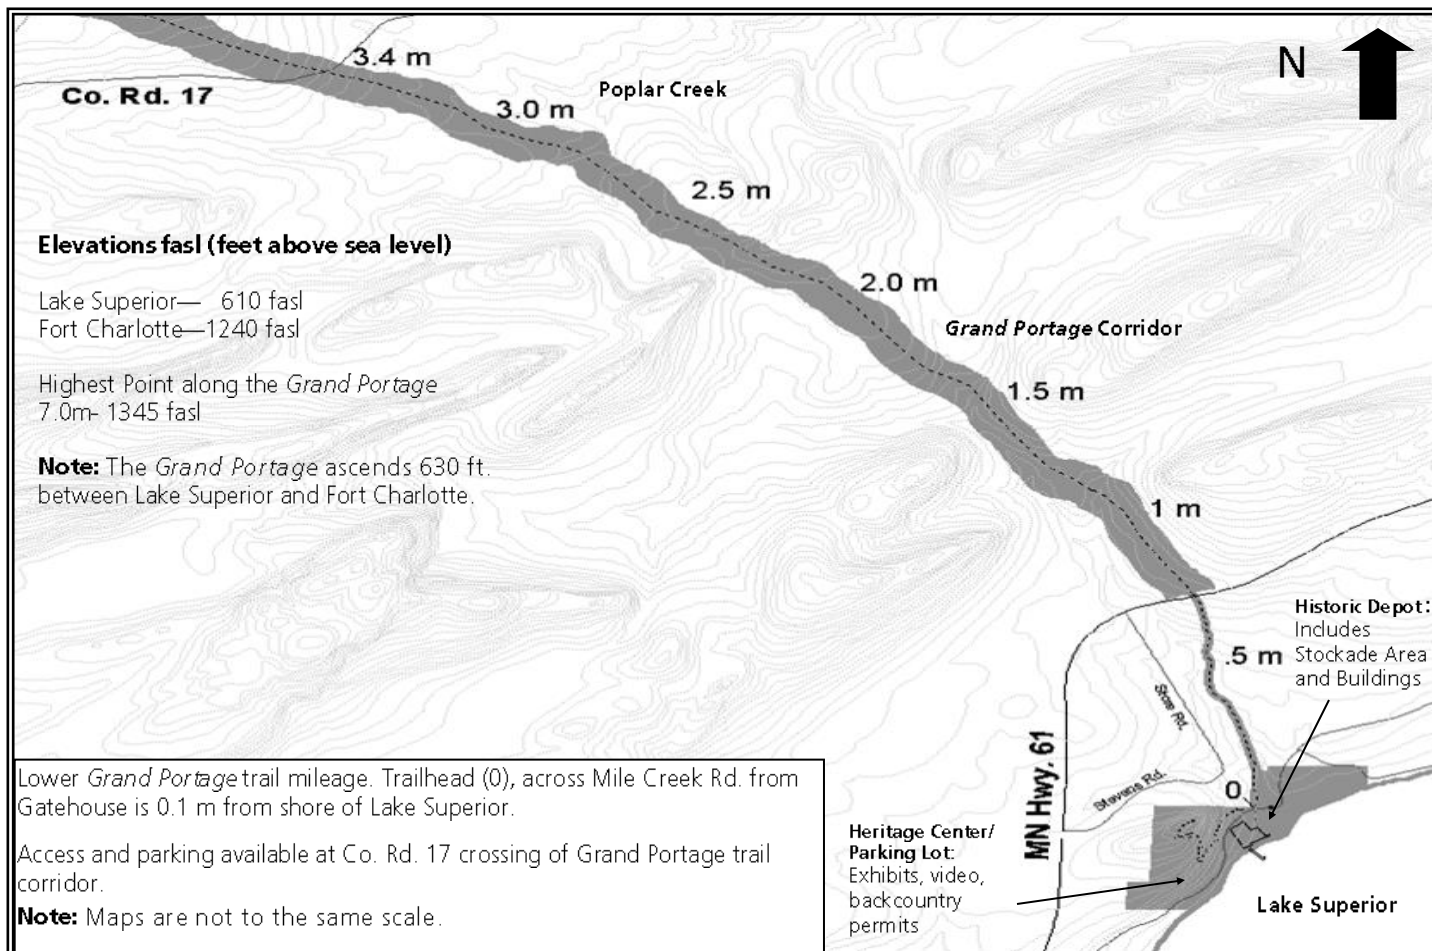 N
3.4 m
Co. Rd. 17
Poplar Creek
3.0 m
2.5 m
Elevations fasl (feet above sea level)
Lake Superior— 610 fasl
Fort Charlotte—1240 fasl
Highest Point along the Grand Portage
7.0m- 1345 fasl
Note: The Grand Portage ascends 630 ft.
between Lake Superior and Fort Charlotte.
2.0 m
Grand Portage Corridor
1.5 m
1 m
Historic Depot:
Includes
Stockade Area
and Buildings
.5 m
Stow Rd.
Stevens Rd.
MN Hwy. 61
0
Lower Grand Portage trail mileage. Trailhead (0), across Mile Creek Rd. from
Gatehouse is 0.1 m from shore of Lake Superior.
Access and parking available at Co. Rd. 17 crossing of Grand Portage trail
corridor.
Note: Maps are not to the same scale.
Heritage Center/
Parking Lot:
Exhibits, video,
backcountry
permits
Lake Superior